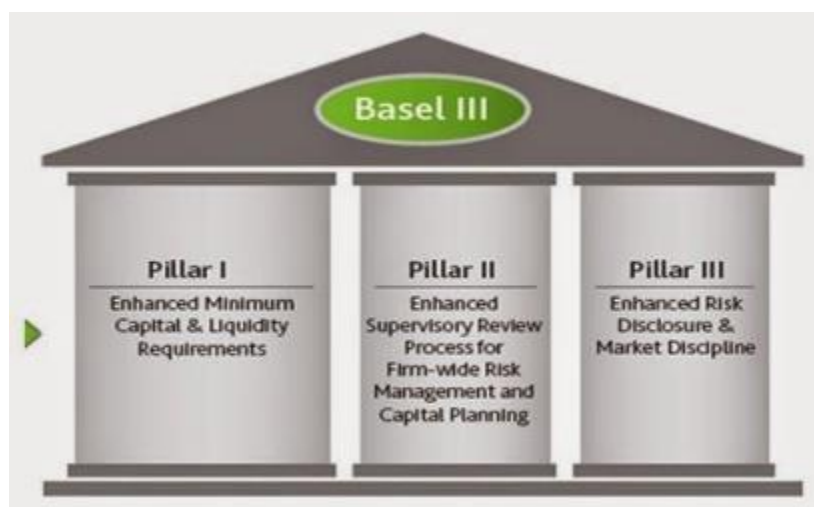 Basel III
Pillar I
Enhanced Minimum
Capital & Liquidity
Requirements
Pillar II
Enhanced
Supervisory Review
Process for
Firm-wide Risk
Management and
Capital Planning
Pillar III
Enhanced Risk
Disclosure &
Market Discipline